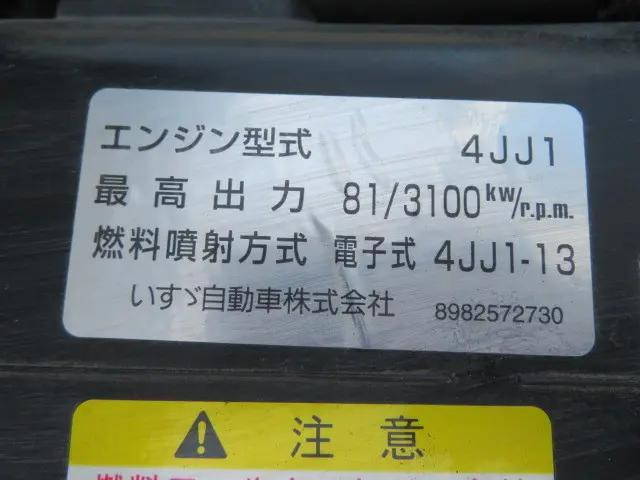 エンジン型式 4JJ1
最高出力 81/3100kw/r.p.m.
燃料噴射方式 電子式 4JJ1-13
いすゞ自動車株式会社 8982572730
⚠ 注意